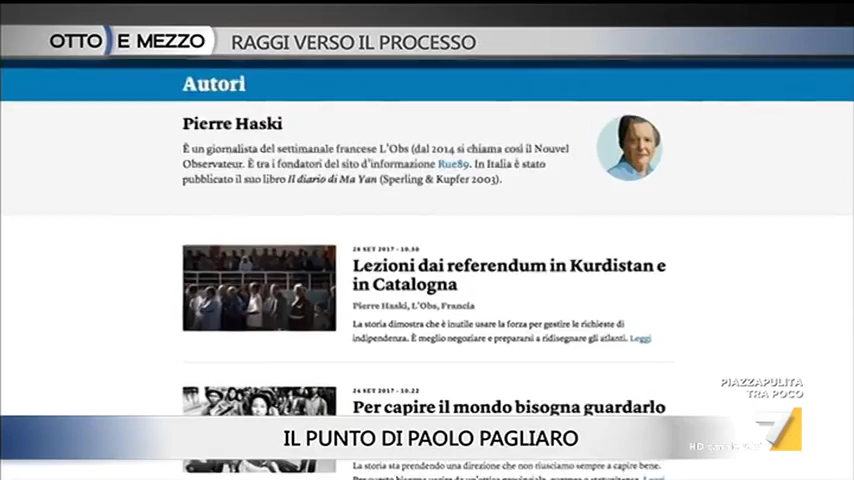 OTTO E MEZZO RAGGI VERSO IL PROCESSO
Autori
Pierre Haski
È un giornalista del settimanale francese L'Obs (dal 2014 si chiama così il Nouvel
Observateur. È tra i fondatori del sito d'informazione Rue89. In Italia è stato
pubblicato il suo libro Il diario di Ma Yan (Sperling & Kupfer 2003).
28 SET 2017 - 10.30
Lezioni dai referendum in Kurdistan e
in Catalogna
Pierre Haski, L'Obs, Francia
La storia dimostra che è inutile usare la forza per gestire le richieste di
indipendenza. È meglio negoziare e prepararsi a ridisegnare gli atlanti. Leggi
24 SET 2017 - 10.22
Per capire il mondo bisogna guardarlo
PIAZZAPULITA
TRA POCO
IL PUNTO DI PAOLO PAGLIARO
La storia sta prendendo una direzione che non riusciamo sempre a capire bene.